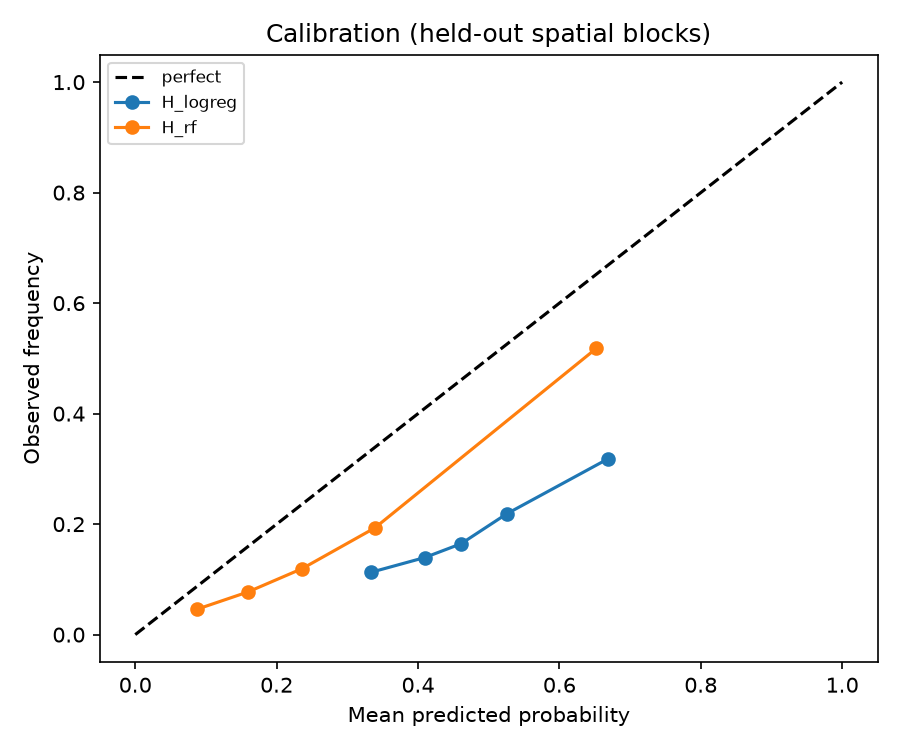 Calibration (held-out spatial blocks)
perfect
H_logreg
H_rf
Observed frequency
1.0
0.8
0.6
0.4
0.2
0.0
0.0 0.2 0.4 0.6 0.8 1.0
Mean predicted probability